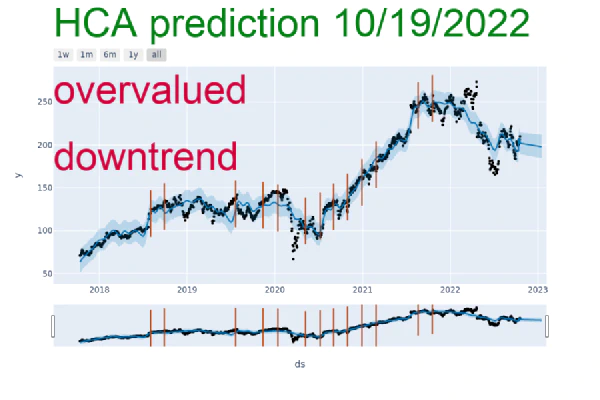 HCA prediction 10/19/2022
1w 1m 6m 1y all
overvalued
250
downtrend
200
150
100
50
y
2018 2019 2020 2021 2022 2023
ds